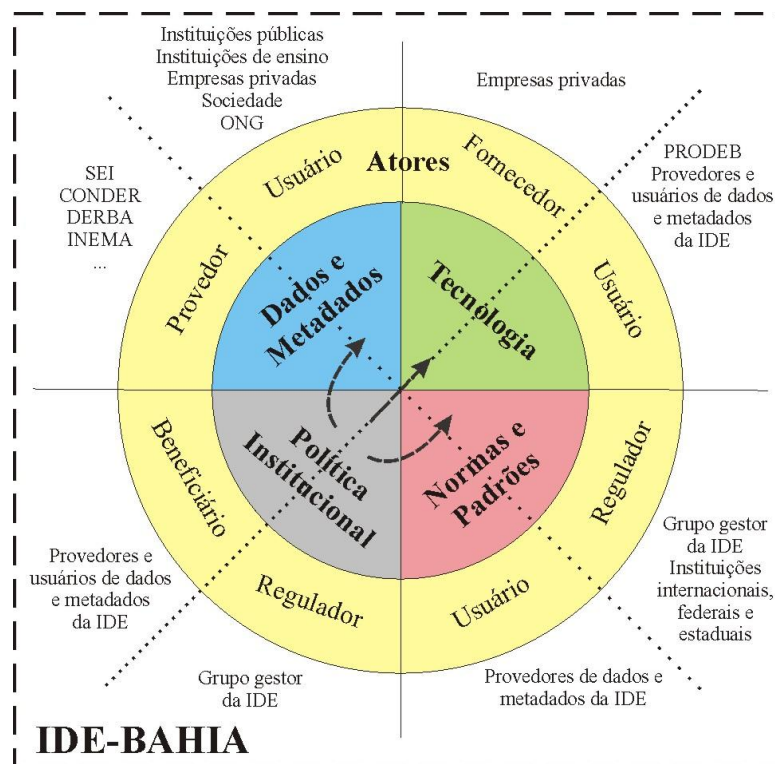 Instituições públicas
Instituições de ensino
Empresas privadas
Sociedade
ONG
Empresas privadas
SEI
CONDER
DERBA
INEMA
...
PRODEB
Provedores e
usuários de dados
e metadados
da IDE
Atores
Usuário
Fornecedor
Provedor
Usuário
Dados e
Metadados
Tecnologia
Política
Institucional
Normas e
Padrões
Beneficiário
Regulador
Regulador
Usuário
Provedores e
usuários de dados
e metadados
da IDE
Grupo gestor
da IDE
Instituições
internacionais,
federais e
estaduais
Grupo gestor
da IDE
Provedores de dados e
metadados da IDE
IDE-BAHIA